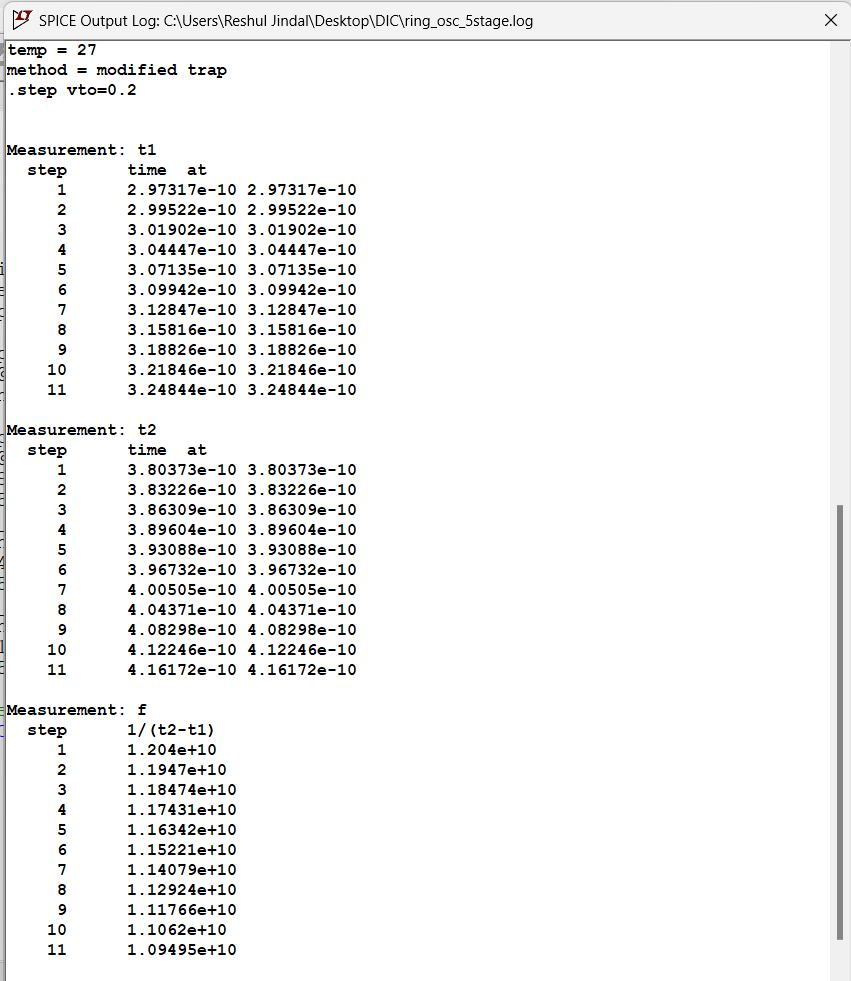 SPICE Output Log: C:\Users\Reshul Jindal\Desktop\DIC\ring_osc_5stage.log
temp = 27
method = modified trap
.step vto=0.2
Measurement: t1
step time at
1 2.97317e-10 2.97317e-10
2 2.99522e-10 2.99522e-10
3 3.01902e-10 3.01902e-10
4 3.04447e-10 3.04447e-10
5 3.07135e-10 3.07135e-10
6 3.09942e-10 3.09942e-10
7 3.12847e-10 3.12847e-10
8 3.15816e-10 3.15816e-10
9 3.18826e-10 3.18826e-10
10 3.21846e-10 3.21846e-10
11 3.24844e-10 3.24844e-10
Measurement: t2
step time at
1 3.80373e-10 3.80373e-10
2 3.83226e-10 3.83226e-10
3 3.86309e-10 3.86309e-10
4 3.89604e-10 3.89604e-10
5 3.93088e-10 3.93088e-10
6 3.96732e-10 3.96732e-10
7 4.00505e-10 4.00505e-10
8 4.04371e-10 4.04371e-10
9 4.08298e-10 4.08298e-10
10 4.12246e-10 4.12246e-10
11 4.16172e-10 4.16172e-10
Measurement: f
step 1/(t2-t1)
1 1.204e+10
2 1.1947e+10
3 1.18474e+10
4 1.17431e+10
5 1.16342e+10
6 1.15221e+10
7 1.14079e+10
8 1.12924e+10
9 1.11766e+10
10 1.1062e+10
11 1.09495e+10